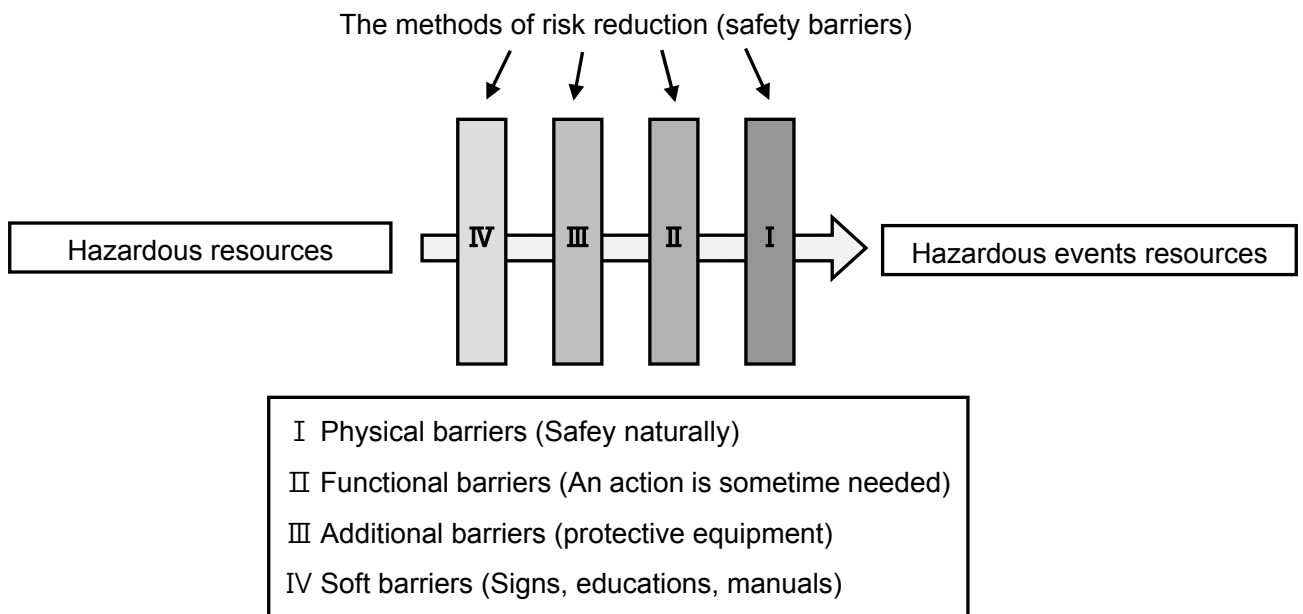 The methods of risk reduction (safety barriers)
Ⅳ Ⅲ Ⅱ Ⅰ
Hazardous resources
Hazardous events resources
Ⅰ Physical barriers (Safey naturally)
Ⅱ Functional barriers (An action is sometime needed)
Ⅲ Additional barriers (protective equipment)
Ⅳ Soft barriers (Signs, educations, manuals)